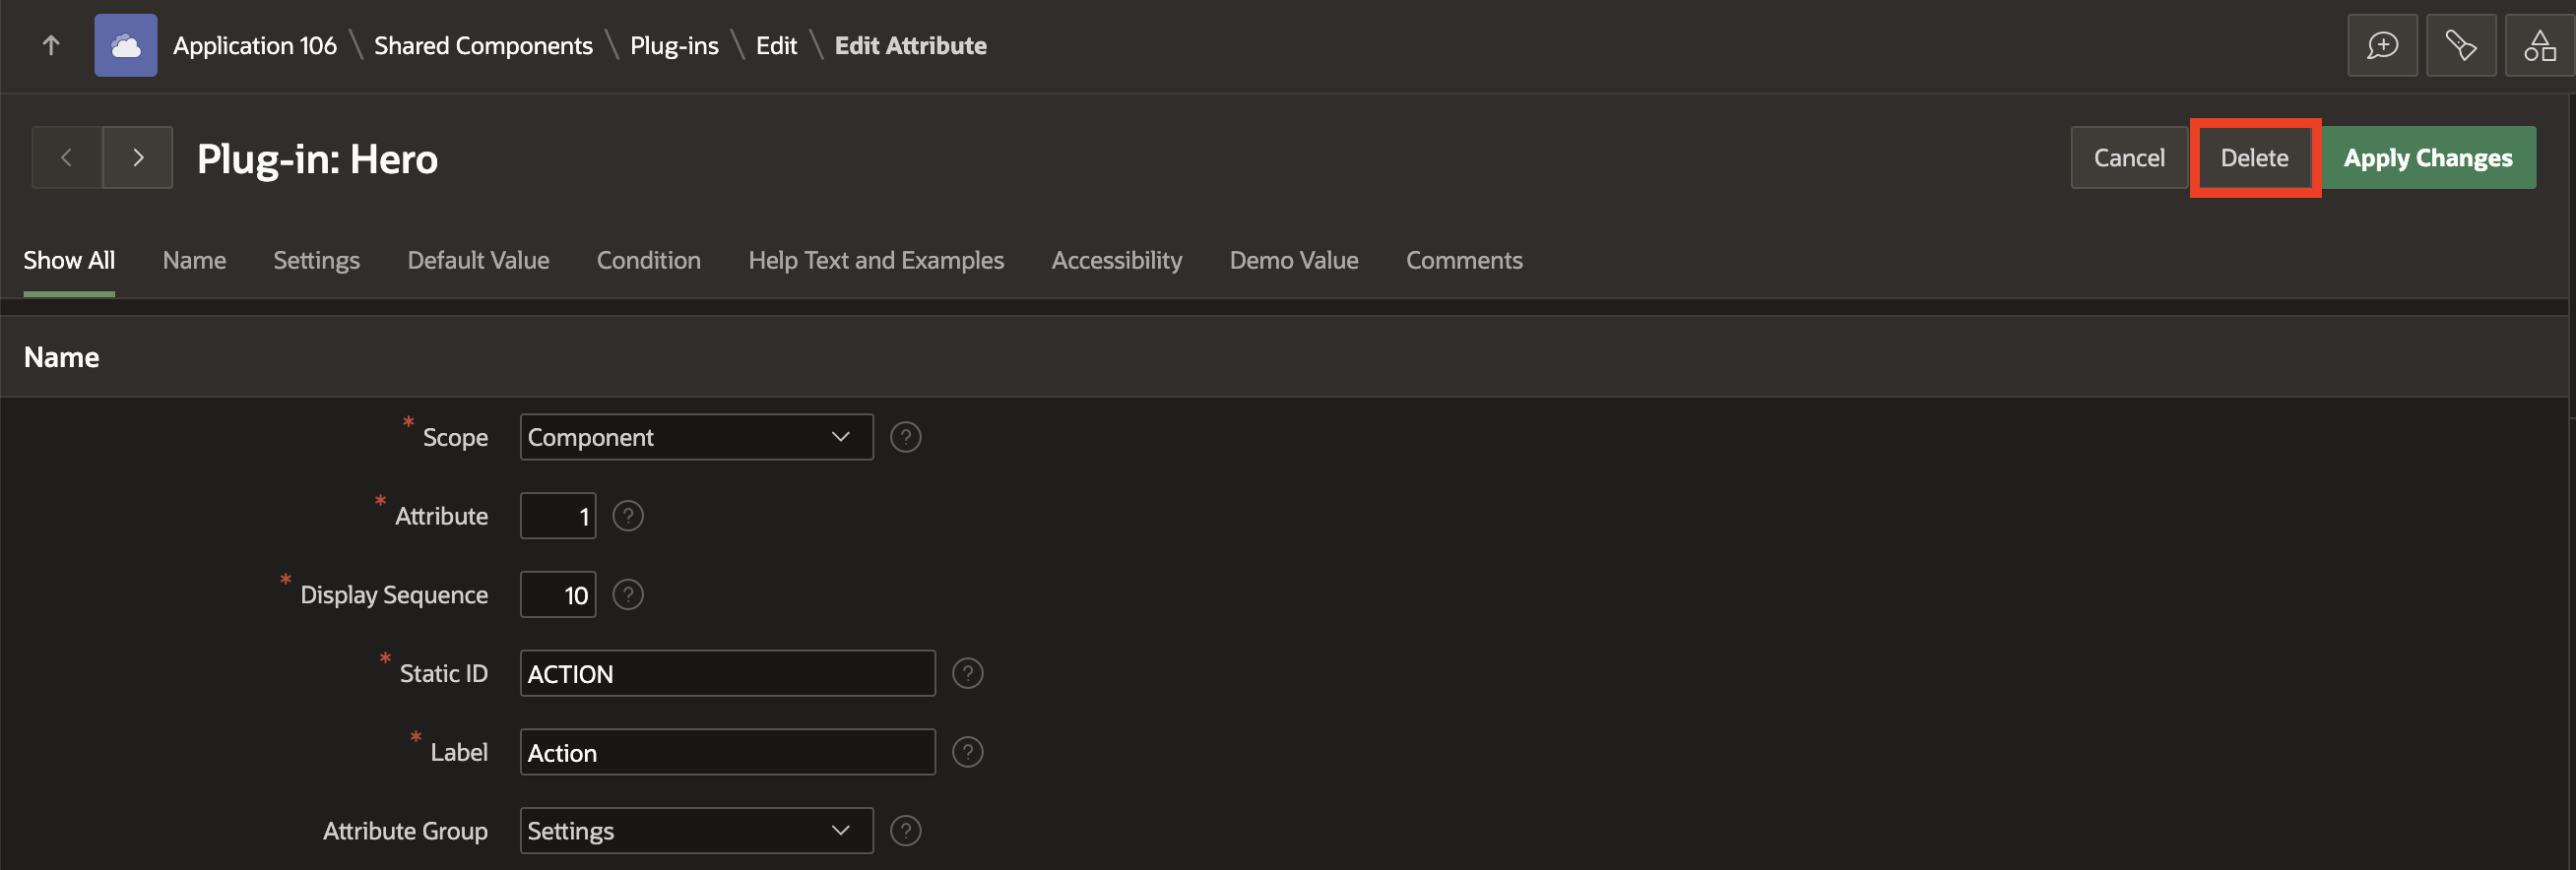 Application 106 \ Shared Components \ Plug-ins \ Edit \ Edit Attribute
Plug-in: Hero
Cancel
Delete
Apply Changes
Show All
Name
Settings
Default Value
Condition
Help Text and Examples
Accessibility
Demo Value
Comments
Name
* Scope
Component
?
* Attribute
1
?
* Display Sequence
10
?
* Static ID
ACTION
?
* Label
Action
?
Attribute Group
Settings
?